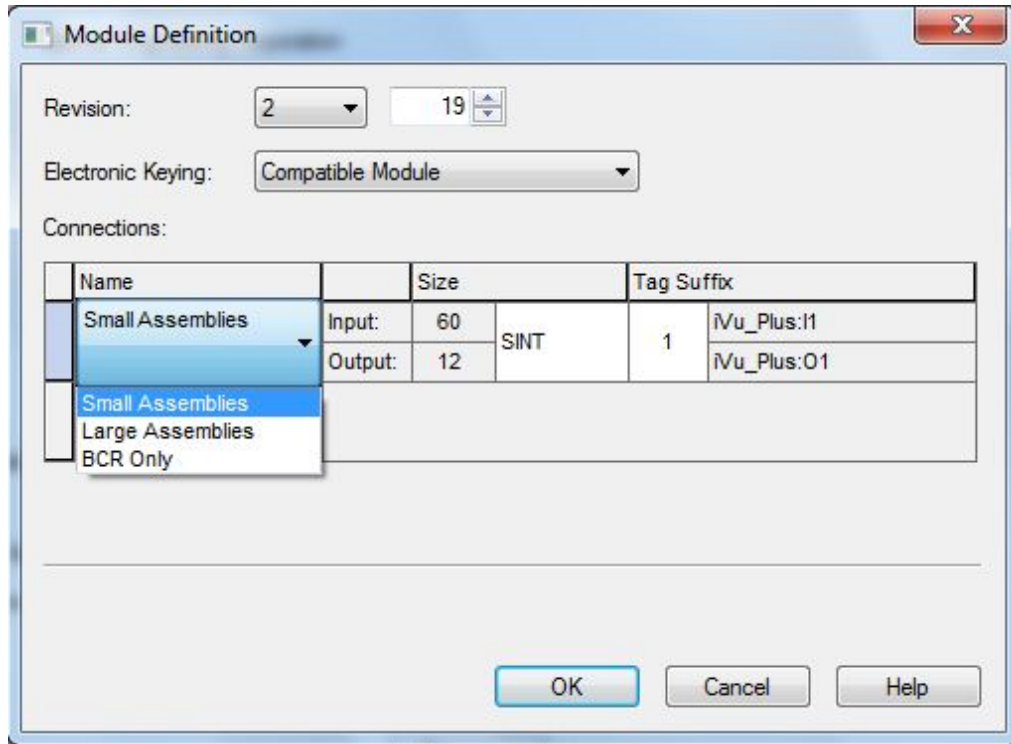 Module Definition
Revision: 2 19
Electronic Keying: Compatible Module
Connections:
Name Size Tag Suffix
Small Assemblies Input: 60 SINT 1 iVu_Plus:I1
Output: 12 iVu_Plus:O1
Small Assemblies
Large Assemblies
BCR Only
OK Cancel Help